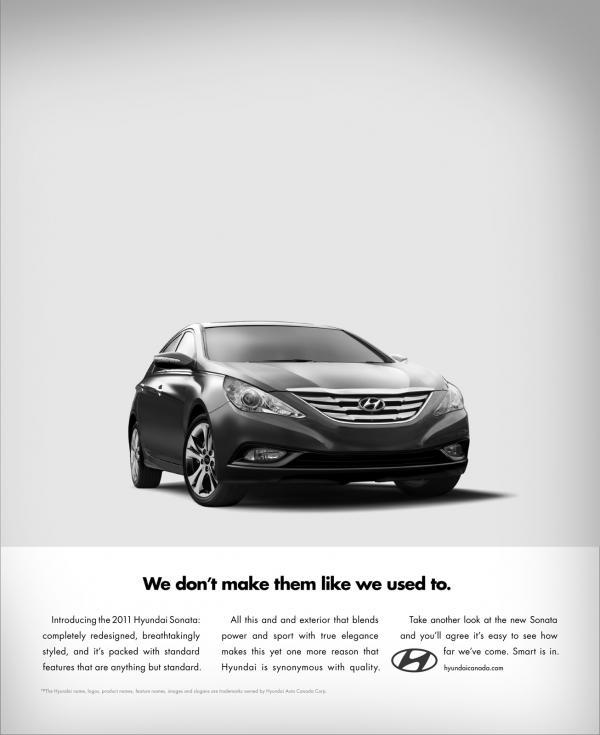 We don't make them like we used to.
Introducing the 2011 Hyundai Sonata:
completely redesigned, breathtakingly
styled, and it's packed with standard
features that are anything but standard.
All this and and exterior that blends
power and sport with true elegance
makes this yet one more reason that
Hyundai is synonymous with quality.
Take another look at the new Sonata
and you'll agree it's easy to see how
far we've come. Smart is in.
hyundaicanada.com
™The Hyundai name, logos, product names, feature names, images and slogans are trademarks owned by Hyundai Auto Canada Corp.